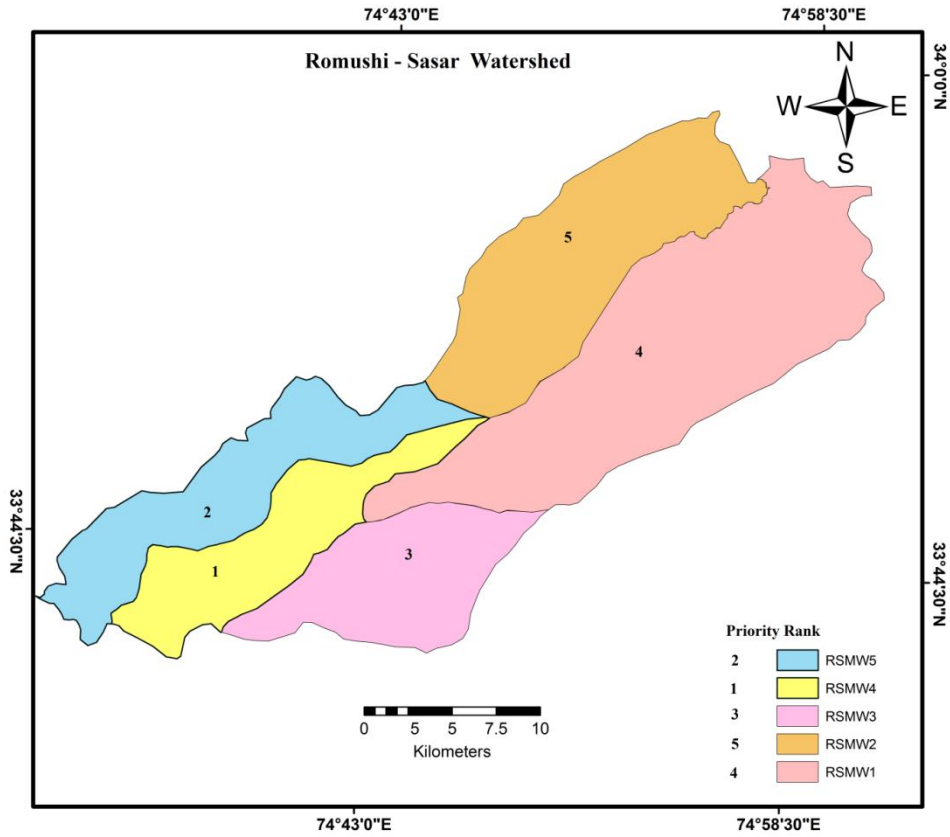 74°43'0"E 74°58'30"E
Romushi - Sasar Watershed
N
34°0'0"N
W E
S
5
4
33°44'30"N
2
3
1
33°44'30"N
Priority Rank
2 RSMW5
1 RSMW4
3 RSMW3
5 RSMW2
4 RSMW1
0 5 5 7.5 10
Kilometers
74°43'0"E 74°58'30"E